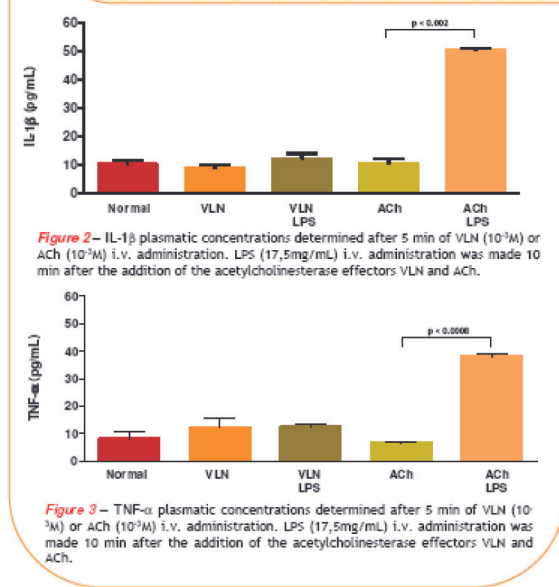 p < 0.002
60
50
40
30
20
10
0
IL-1β (pg/mL)
Normal VLN VLN LPS ACh ACh LPS
Figure 2 – IL-1β plasmatic concentrations determined after 5 min of VLN (10⁻³M) or
ACh (10⁻³M) i.v. administration. LPS (17,5mg/mL) i.v. administration was made 10
min after the addition of the acetylcholinesterase effectors VLN and ACh.
p < 0.0008
60
50
40
30
20
10
0
TNF-α (pg/mL)
Normal VLN VLN LPS ACh ACh LPS
Figure 3 – TNF-α plasmatic concentrations determined after 5 min of VLN (10⁻
³M) or ACh (10⁻³M) i.v. administration. LPS (17,5mg/mL) i.v. administration was
made 10 min after the addition of the acetylcholinesterase effectors VLN and
ACh.